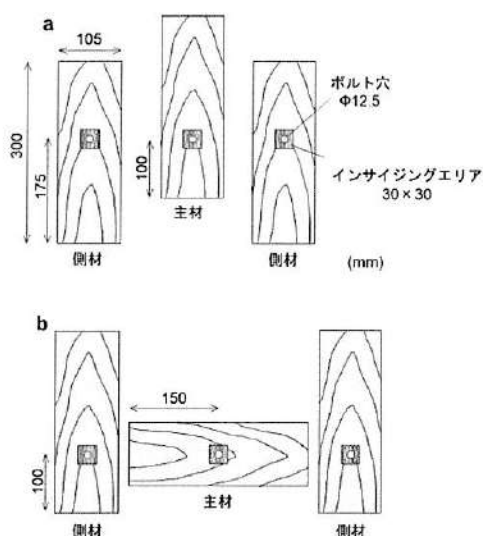 a
105
300
175
100
ボルト穴
Φ12.5
インサイジングエリア
30×30
側材
主材
側材
(mm)
b
150
100
側材
主材
側材